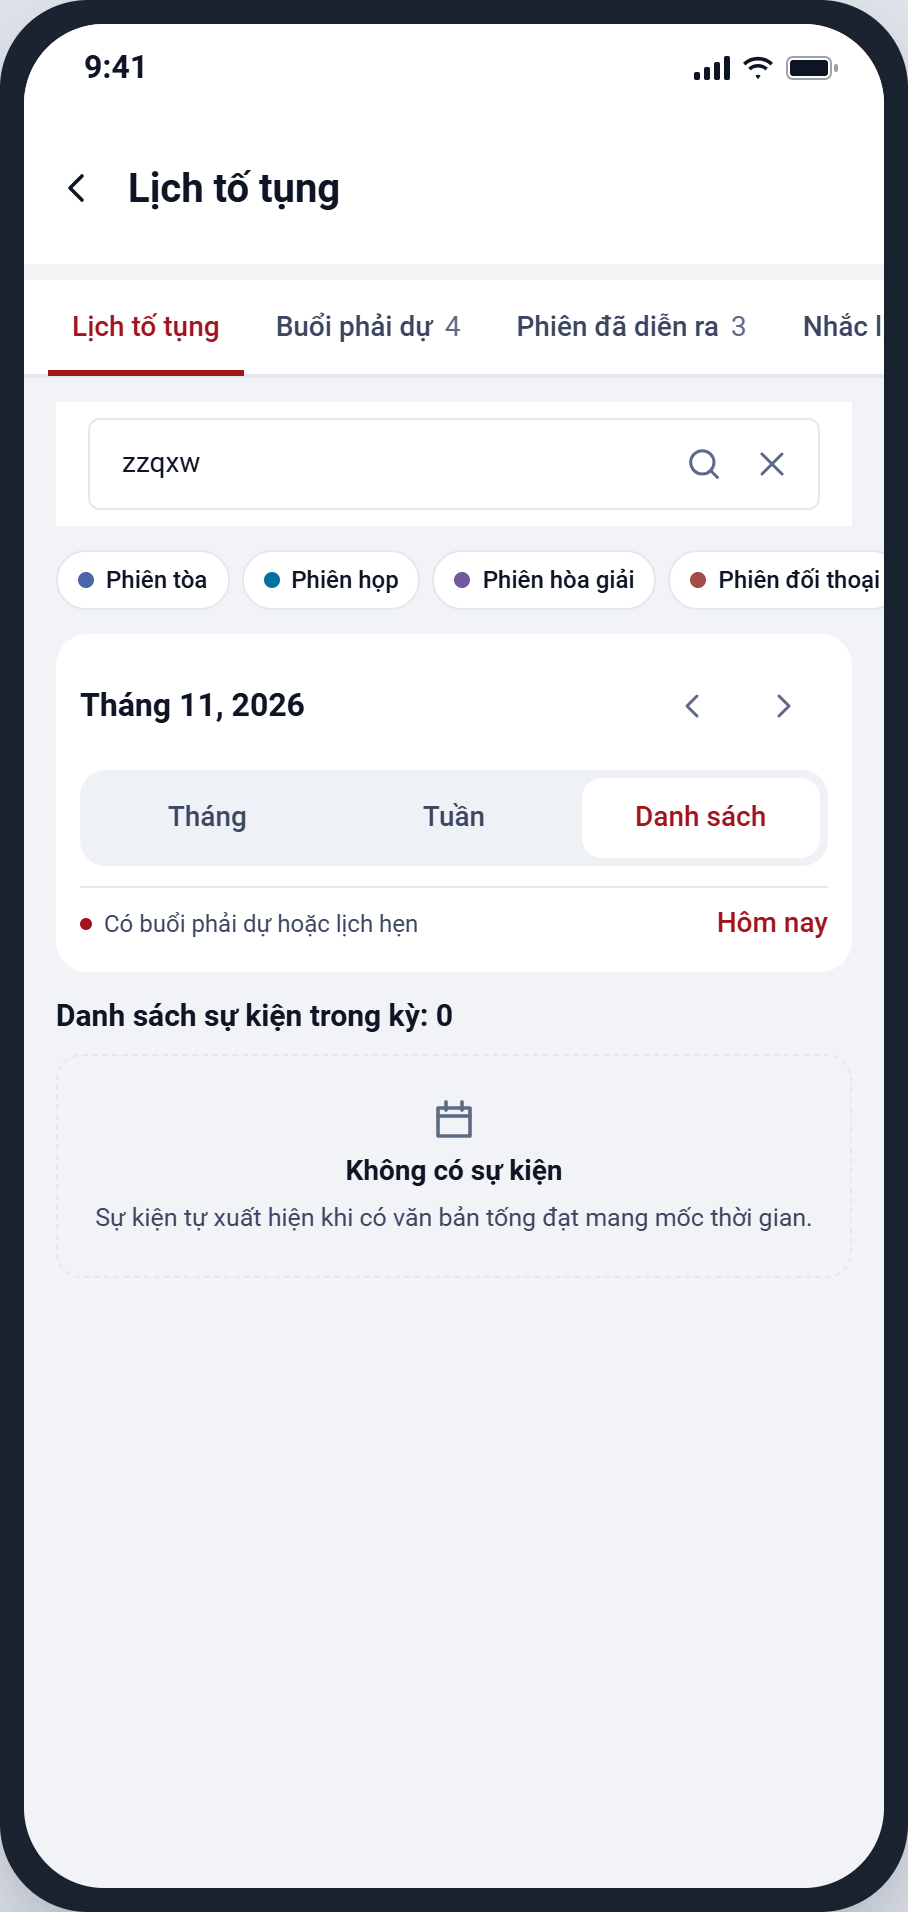 9:41
Lịch tố tụng
Lịch tố tụng
Buổi phải dự 4
Phiên đã diễn ra 3
Nhắc l
zzqxw
Phiên tòa
Phiên họp
Phiên hòa giải
Phiên đối thoại
Tháng 11, 2026
Tháng
Tuần
Danh sách
Có buổi phải dự hoặc lịch hẹn
Hôm nay
Danh sách sự kiện trong kỳ: 0
Không có sự kiện
Sự kiện tự xuất hiện khi có văn bản tống đạt mang mốc thời gian.